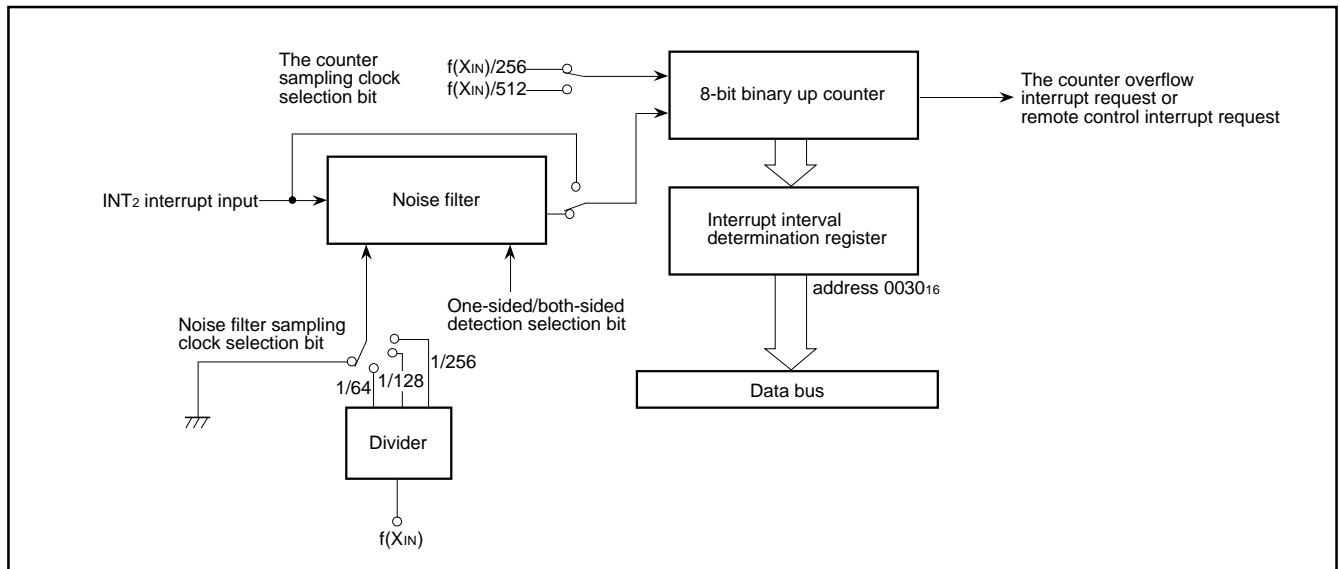 The counter
sampling clock
selection bit
f(XIN)/256
f(XIN)/512
8-bit binary up counter
The counter overflow
interrupt request or
remote control interrupt request
INT2 interrupt input
Noise filter
Interrupt interval
determination register
address 003016
One-sided/both-sided
detection selection bit
Noise filter sampling
clock selection bit
1/64
1/128
1/256
Data bus
Divider
f(XIN)